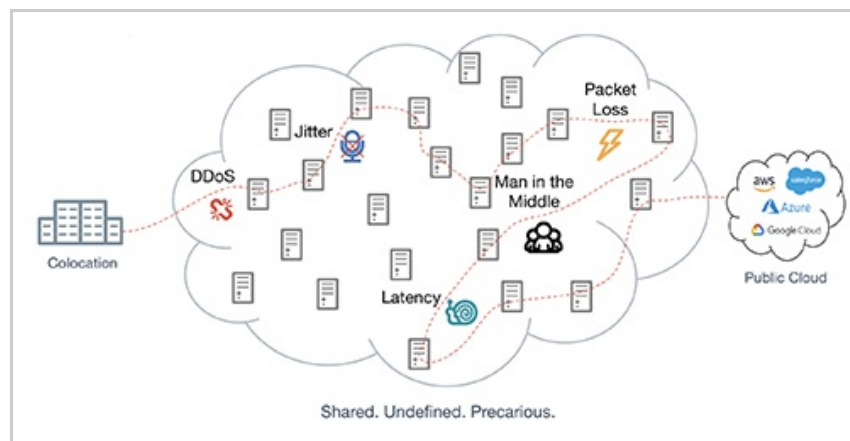 Packet
Loss
Jitter
DDoS
Man in the
Middle
aws
salesforce
Azure
Google Cloud
Colocation
Public Cloud
Latency
Shared. Undefined. Precarious.